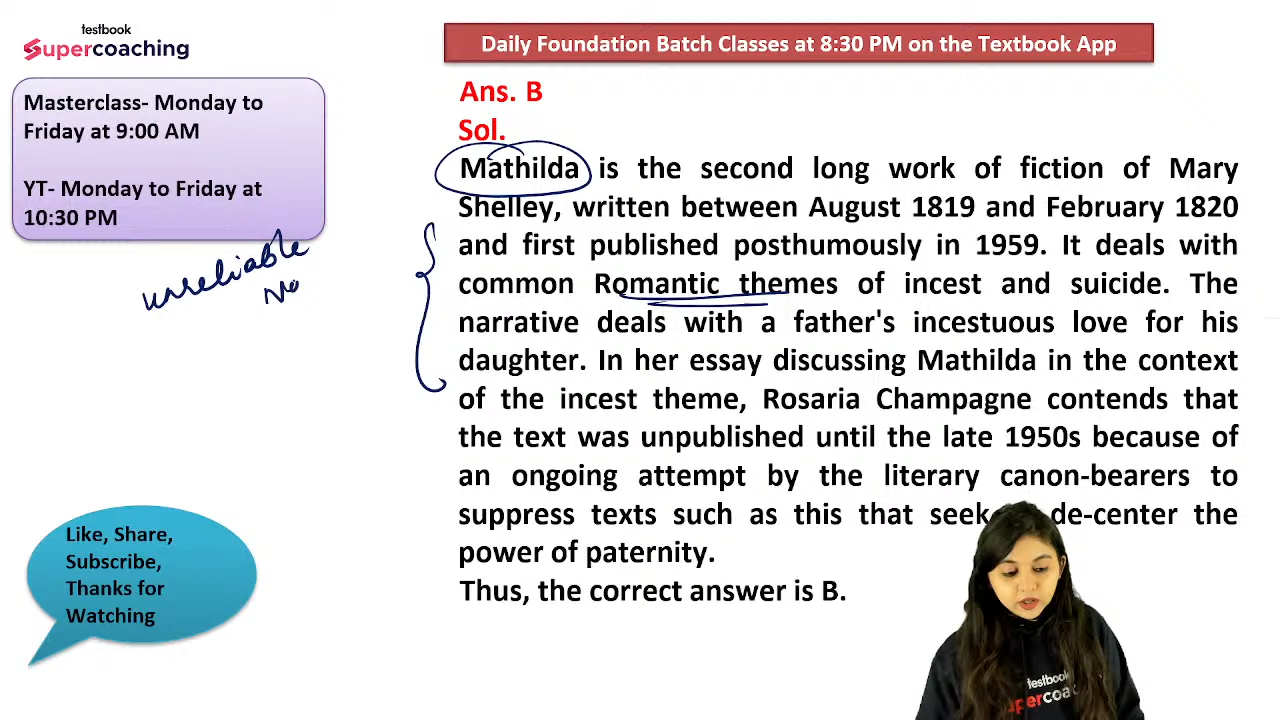 testbook
Supercoaching
Daily Foundation Batch Classes at 8:30 PM on the Textbook App
Masterclass- Monday to
Friday at 9:00 AM
YT- Monday to Friday at
10:30 PM
unreliable
No
Ans. B
Sol.
Mathilda is the second long work of fiction of Mary
Shelley, written between August 1819 and February 1820
and first published posthumously in 1959. It deals with
common Romantic themes of incest and suicide. The
narrative deals with a father's incestuous love for his
daughter. In her essay discussing Mathilda in the context
of the incest theme, Rosaria Champagne contends that
the text was unpublished until the late 1950s because of
an ongoing attempt by the literary canon-bearers to
suppress texts such as this that seek de-center the
power of paternity.
Thus, the correct answer is B.
Like, Share,
Subscribe,
Thanks for
Watching
testbook